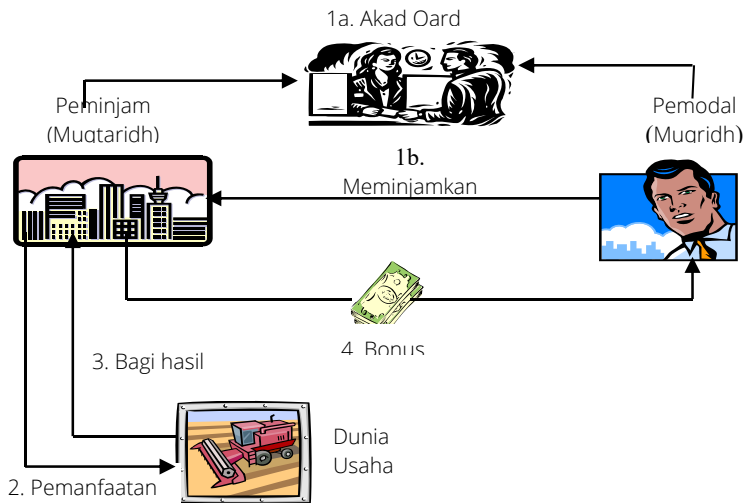 1a. Akad Qard
Peminjam
(Muqtaridh)
Pemodal
(Muqridh)
1b.
Meminjamkan
4. Bonus
3. Bagi hasil
Dunia
Usaha
2. Pemanfaatan